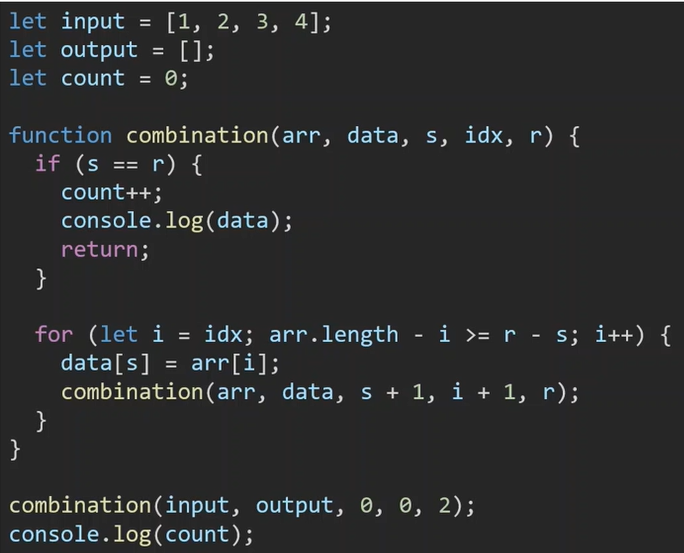 let input = [1, 2, 3, 4];
let output = [];
let count = 0;

function combination(arr, data, s, idx, r) {
  if (s == r) {
    count++;
    console.log(data);
    return;
  }

  for (let i = idx; arr.length - i >= r - s; i++) {
    data[s] = arr[i];
    combination(arr, data, s + 1, i + 1, r);
  }
}

combination(input, output, 0, 0, 2);
console.log(count);